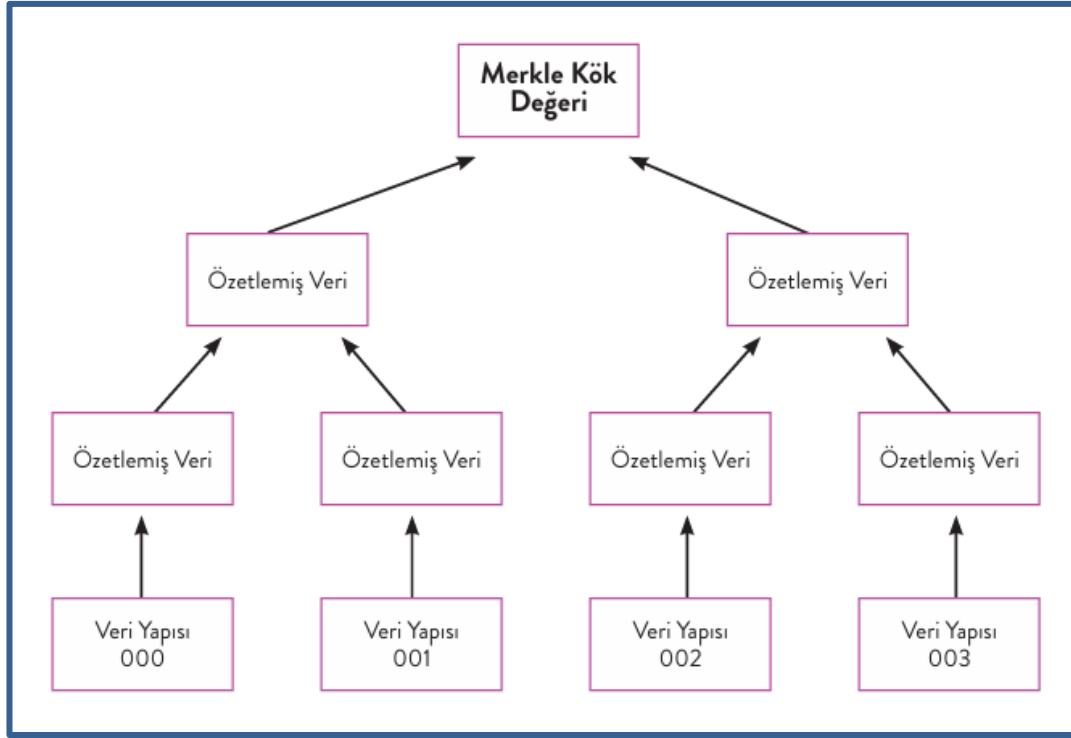 Merkle Kök
Değeri
Özetlemiş Veri
Özetlemiş Veri
Özetlemiş Veri
Özetlemiş Veri
Özetlemiş Veri
Özetlemiş Veri
Veri Yapısı
000
Veri Yapısı
001
Veri Yapısı
002
Veri Yapısı
003